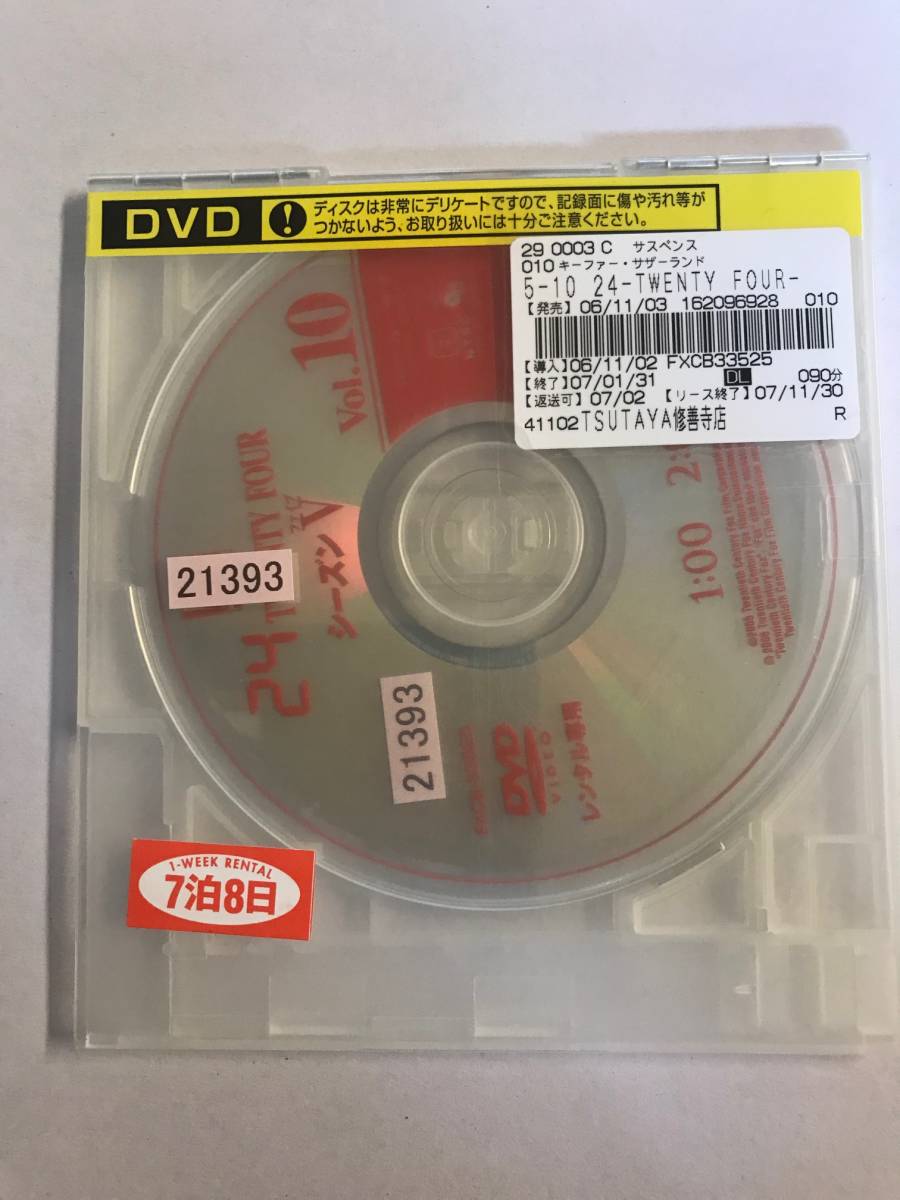 DVD
ディスクは非常にデリケートですので、記録面に傷や汚れ等が
つかないよう、お取り扱いには十分ご注意ください。
29 0003 C サスペンス
010 キーファー・サザーランド
5-10 24-TWENTY FOUR-
【発売】06/11/03 162096928 010
【導入】06/11/02 FXCB33525
【終了】07/01/31 DL 090分
【返送可】07/02 【リース終了】07/11/30
41102 TSUTAYA修善寺店 R
Vol.10
24 TWENTY FOUR
シーズンV
21393
21393
1:00
DVD
VIDEO
レンタル専用
1-WEEK RENTAL
7泊8日